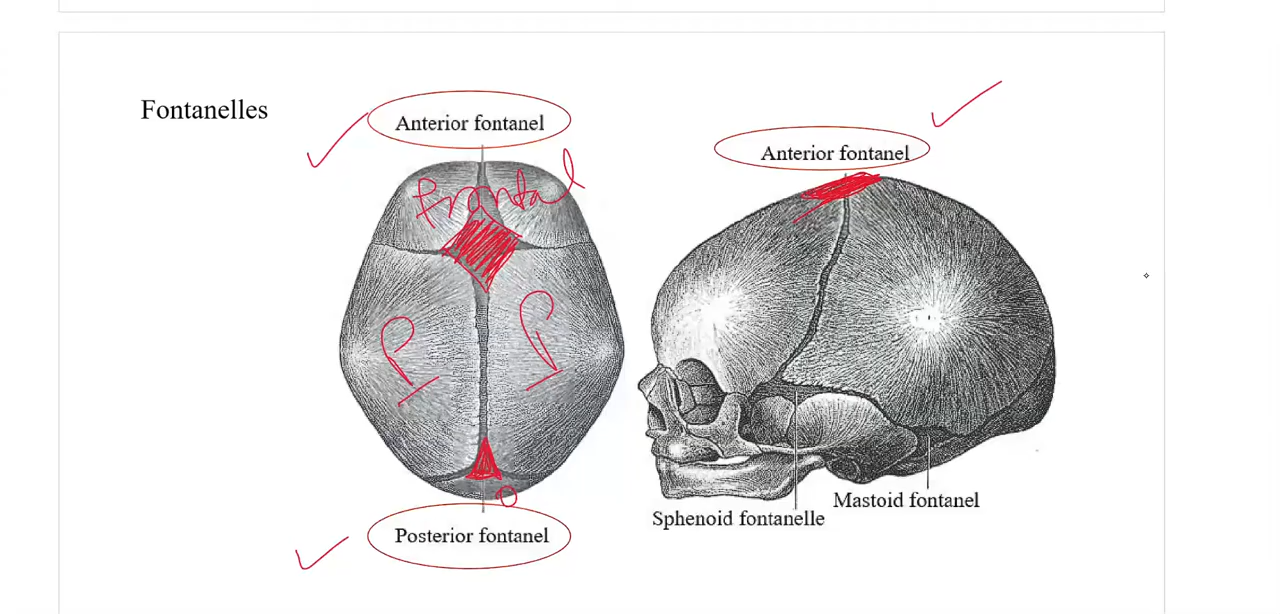 Fontanelles
Anterior fontanel
Anterior fontanel
frontal
P
P
O
Mastoid fontanel
Sphenoid fontanelle
Posterior fontanel